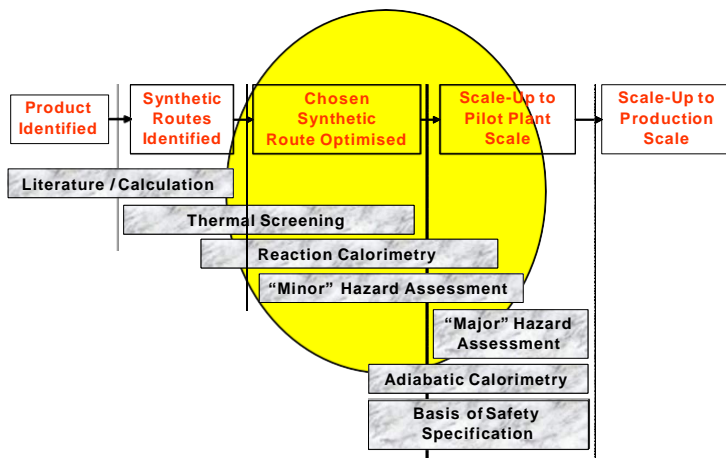 Product
Identified
Synthetic
Routes
Identified
Chosen
Synthetic
Route Optimised
Scale-Up to
Pilot Plant
Scale
Scale-Up to
Production
Scale
Literature / Calculation
Thermal Screening
Reaction Calorimetry
“Minor” Hazard Assessment
“Major” Hazard
Assessment
Adiabatic Calorimetry
Basis of Safety
Specification